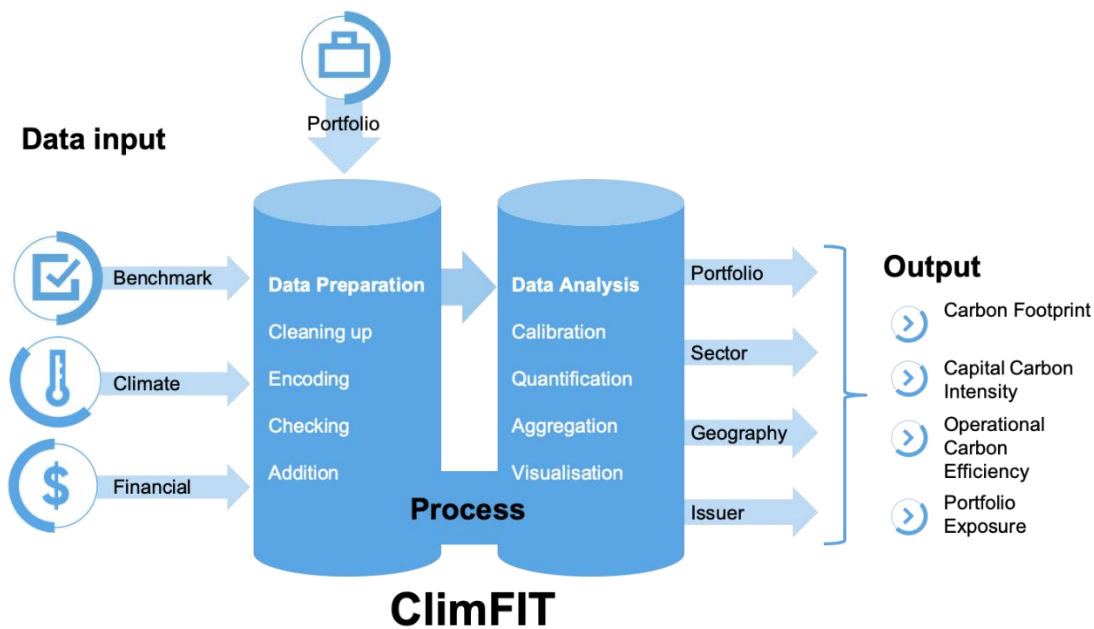 Portfolio
Data input
Benchmark
Climate
$
Financial
Data Preparation
Cleaning up
Encoding
Checking
Addition
Data Analysis
Calibration
Quantification
Aggregation
Visualisation
Process
Portfolio
Sector
Geography
Issuer
Output
Carbon Footprint
Capital Carbon
Intensity
Operational
Carbon
Efficiency
Portfolio
Exposure
ClimFIT